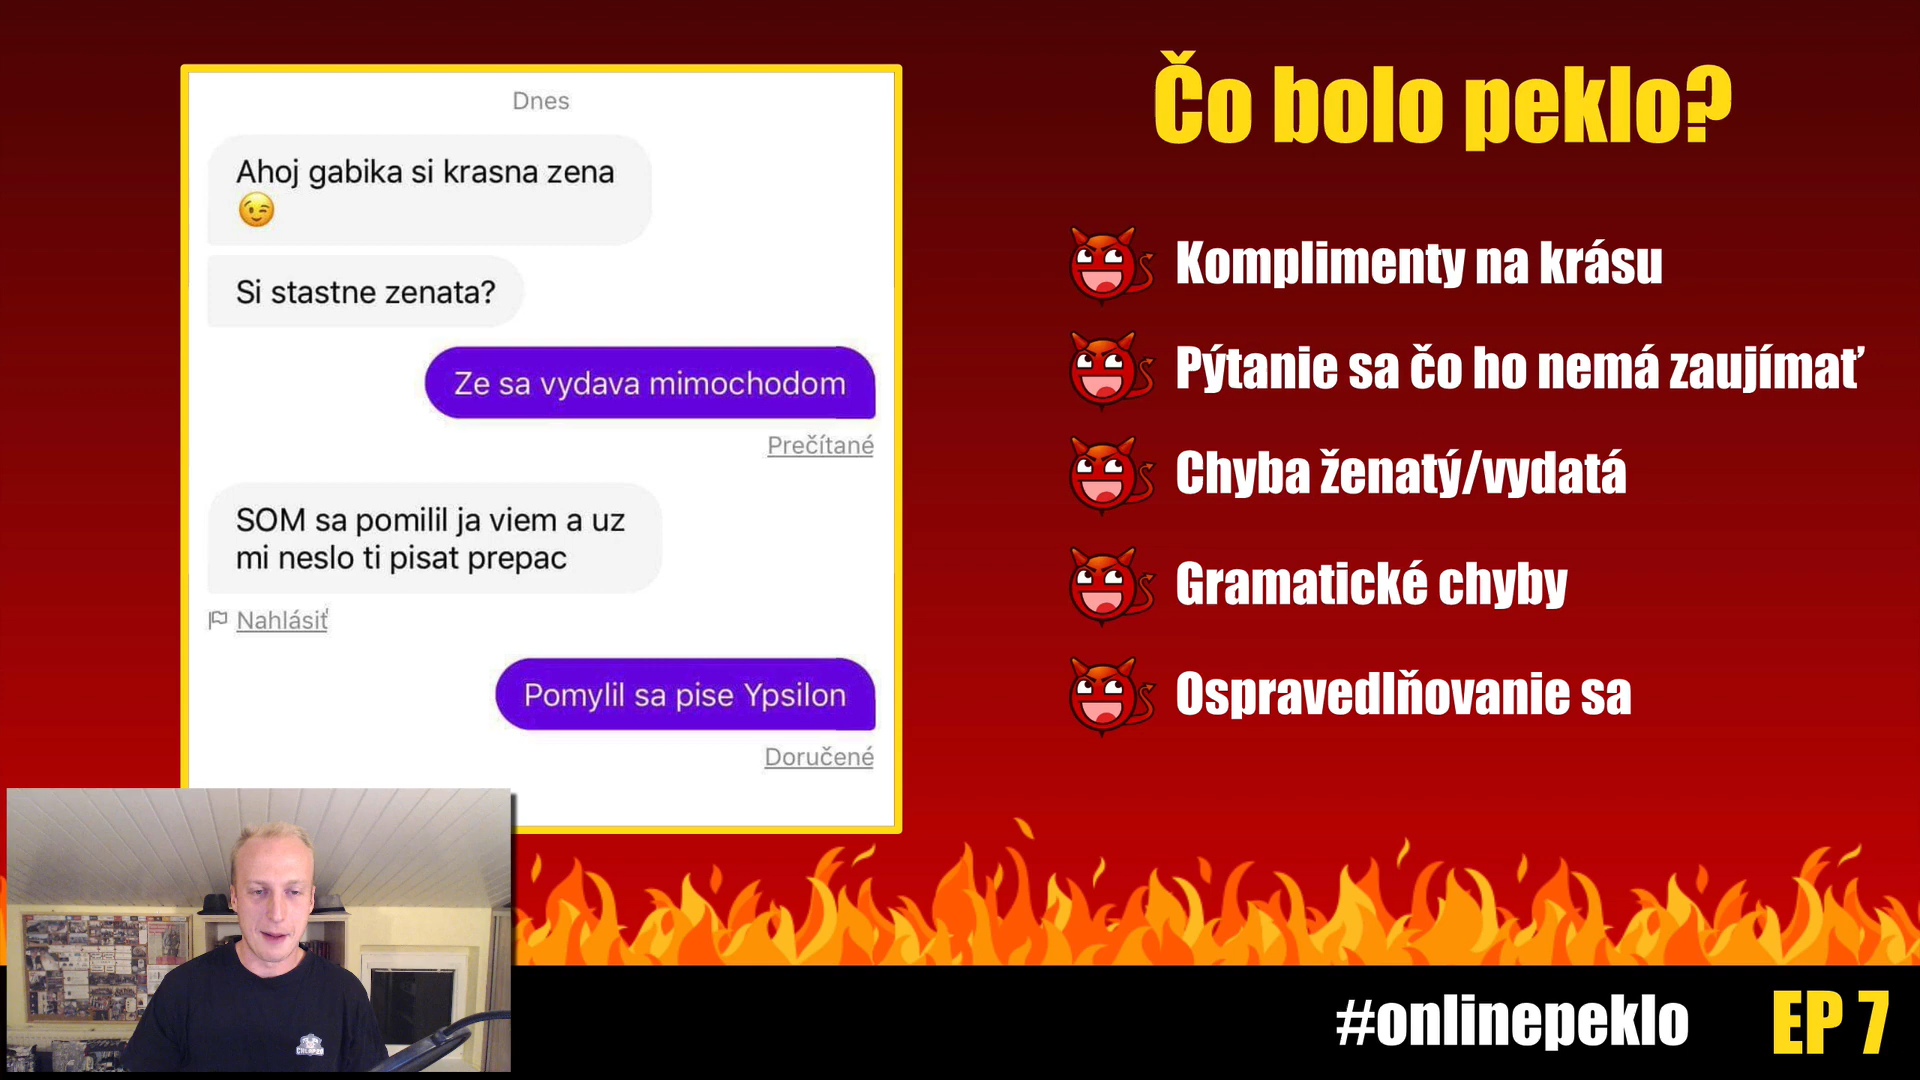 Dnes
Ahoj gabika si krasna zena
😉
Si stastne zenata?
Ze sa vydava mimochodom
Prečítané
SOM sa pomilil ja viem a uz
mi neslo ti pisat prepac
Nahlásiť
Pomylil sa pise Ypsilon
Doručené
Čo bolo peklo?
Komplimenty na krásu
Pýtanie sa čo ho nemá zaujímať
Chyba ženatý/vydatá
Gramatické chyby
Ospravedlňovanie sa
#onlinepeklo
EP 7